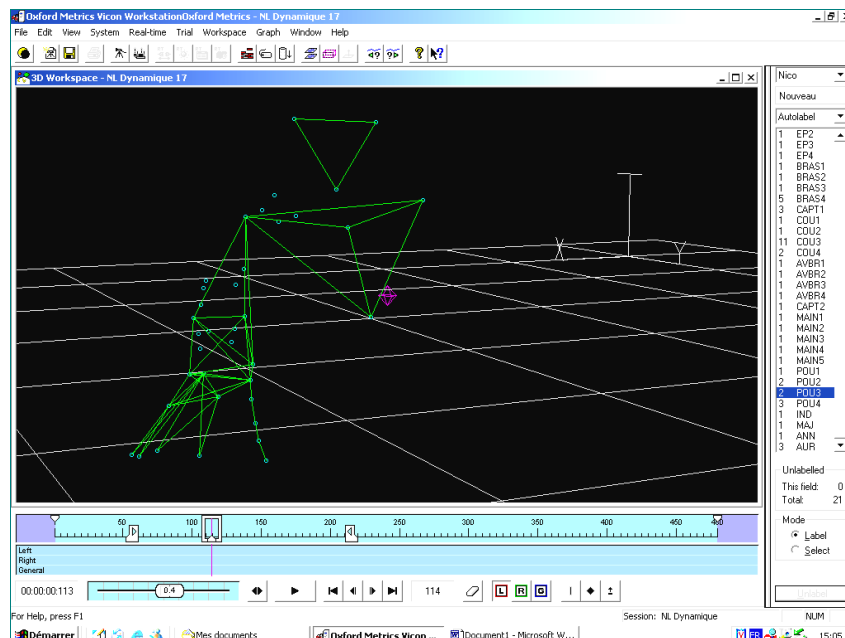 Oxford Metrics Vicon WorkstationOxford Metrics - NL Dynamique 17
File Edit View System Real-time Trial Workspace Graph Window Help
3D Workspace - NL Dynamique 17
X
Y
Nico
Nouveau
Autolabel
1 EP2
1 EP3
1 EP4
1 BRAS1
1 BRAS2
1 BRAS3
5 BRAS4
3 CAPT1
1 COU1
1 COU2
11 COU3
2 COU4
1 AVBR1
1 AVBR2
1 AVBR3
1 AVBR4
1 CAPT2
1 MAIN1
1 MAIN2
1 MAIN3
1 MAIN4
1 MAIN5
1 POU1
2 POU2
2 POU3
3 POU4
1 IND
1 MAJ
1 ANN
3 AUR
Unlabelled
This field: 0
Total: 21
Mode
Label
Select
Unlabel
50 100 150 200 250 300 350 400 450
Left
Right
General
00:00:00:113 0.4 114 L R G
For Help, press F1 Session: NL Dynamique NUM
Démarrer Mes documents Oxford Metrics Vicon ... Document1 - Microsoft W... FR 15:05